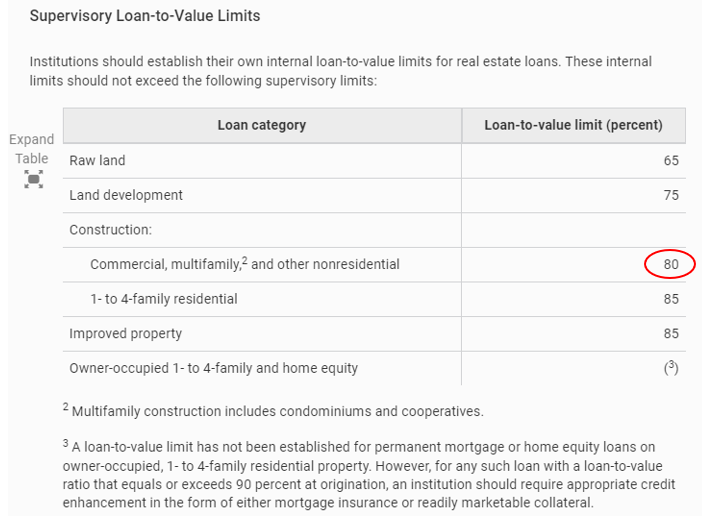 Supervisory Loan-to-Value Limits
Institutions should establish their own internal loan-to-value limits for real estate loans. These internal
limits should not exceed the following supervisory limits:
Expand
Table
Loan category Loan-to-value limit (percent)
Raw land 65
Land development 75
Construction:
Commercial, multifamily,² and other nonresidential 80
1- to 4-family residential 85
Improved property 85
Owner-occupied 1- to 4-family and home equity (³)
² Multifamily construction includes condominiums and cooperatives.
³ A loan-to-value limit has not been established for permanent mortgage or home equity loans on
owner-occupied, 1- to 4-family residential property. However, for any such loan with a loan-to-value
ratio that equals or exceeds 90 percent at origination, an institution should require appropriate credit
enhancement in the form of either mortgage insurance or readily marketable collateral.